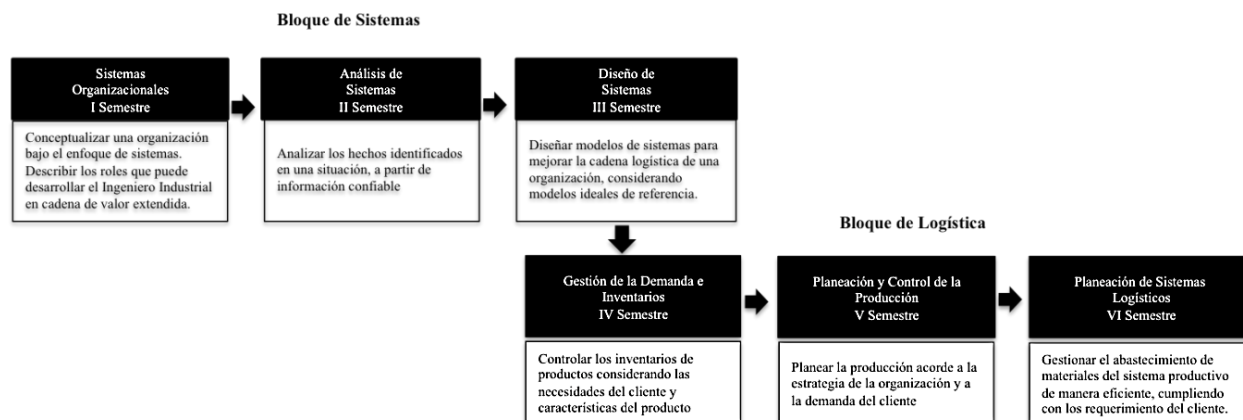 Bloque de Sistemas
Sistemas
Organizacionales
I Semestre
Conceptualizar una organización
bajo el enfoque de sistemas.
Describir los roles que puede
desarrollar el Ingeniero Industrial
en cadena de valor extendida.
Análisis de
Sistemas
II Semestre
Analizar los hechos identificados
en una situación, a partir de
información confiable
Diseño de
Sistemas
III Semestre
Diseñar modelos de sistemas para
mejorar la cadena logística de una
organización, considerando
modelos ideales de referencia.
Bloque de Logística
Gestión de la Demanda e
Inventarios
IV Semestre
Controlar los inventarios de
productos considerando las
necesidades del cliente y
características del producto
Planeación y Control de la
Producción
V Semestre
Planear la producción acorde a la
estrategia de la organización y a
la demanda del cliente
Planeación de Sistemas
Logísticos
VI Semestre
Gestionar el abastecimiento de
materiales del sistema productivo
de manera eficiente, cumpliendo
con los requerimiento del cliente.